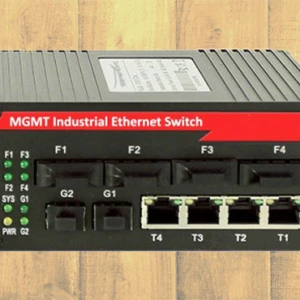 MGMT Industrial Ethernet Switch
F1 F2 F3 F4
F1 F3
F2 F4
SYS G1
PWR G2
G2 G1
T4 T3 T2 T1